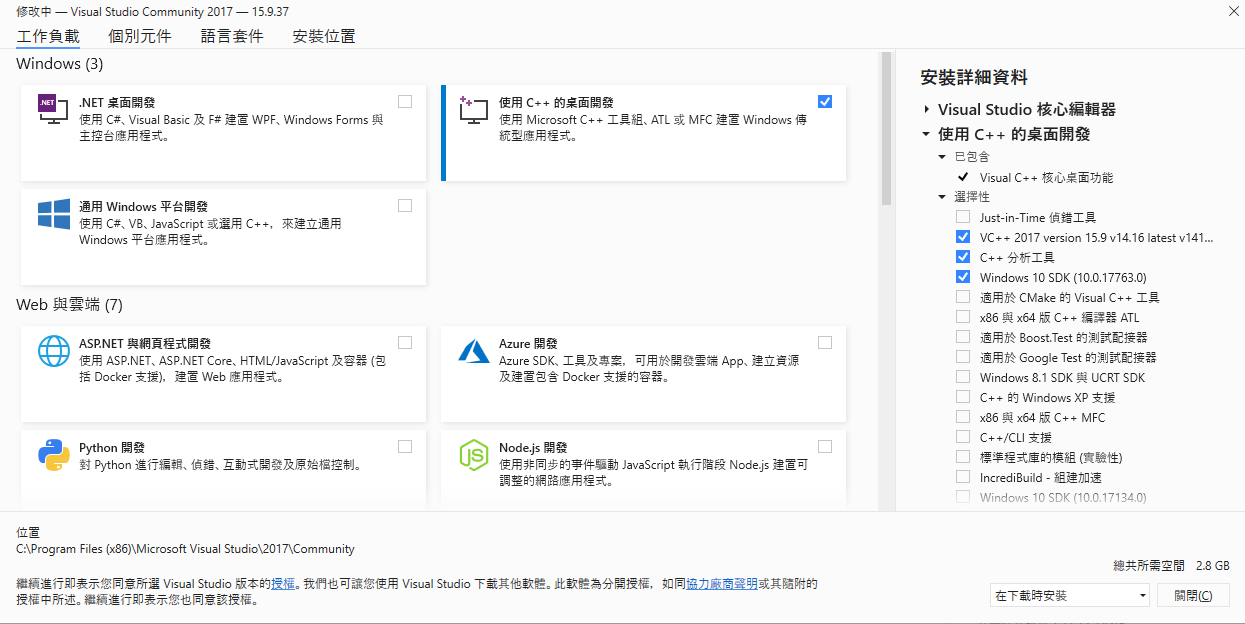 修改中 — Visual Studio Community 2017 — 15.9.37
工作負載 個別元件 語言套件 安裝位置
Windows (3)
.NET 桌面開發
使用 C#、Visual Basic 及 F# 建置 WPF、Windows Forms 與
主控台應用程式。
使用 C++ 的桌面開發
使用 Microsoft C++ 工具組、ATL 或 MFC 建置 Windows 傳
統型應用程式。
通用 Windows 平台開發
使用 C#、VB、JavaScript 或選用 C++，來建立通用
Windows 平台應用程式。
Web 與雲端 (7)
ASP.NET 與網頁程式開發
使用 ASP.NET、ASP.NET Core、HTML/JavaScript 及容器 (包
括 Docker 支援)，建置 Web 應用程式。
Azure 開發
Azure SDK、工具及專案，可用於開發雲端 App、建立資源
及建置包含 Docker 支援的容器。
Python 開發
對 Python 進行編輯、偵錯、互動式開發及原始檔控制。
Node.js 開發
使用非同步的事件驅動 JavaScript 執行階段 Node.js 建置可
調整的網路應用程式。
安裝詳細資料
Visual Studio 核心編輯器
使用 C++ 的桌面開發
已包含
Visual C++ 核心桌面功能
選擇性
Just-in-Time 偵錯工具
VC++ 2017 version 15.9 v14.16 latest v141...
C++ 分析工具
Windows 10 SDK (10.0.17763.0)
適用於 CMake 的 Visual C++ 工具
x86 與 x64 版 C++ 編譯器 ATL
適用於 Boost.Test 的測試配接器
適用於 Google Test 的測試配接器
Windows 8.1 SDK 與 UCRT SDK
C++ 的 Windows XP 支援
x86 與 x64 版 C++ MFC
C++/CLI 支援
標準程式庫的模組 (實驗性)
IncrediBuild - 組建加速
Windows 10 SDK (10.0.17134.0)
位置
C:\Program Files (x86)\Microsoft Visual Studio\2017\Community
繼續進行即表示您同意所選 Visual Studio 版本的授權。我們也可讓您使用 Visual Studio 下載其他軟體。此軟體為分開授權，如同協力廠商聲明或其隨附的
授權中所述。繼續進行即表示您也同意該授權。
總共所需空間 2.8 GB
在下載時安裝
關閉(C)